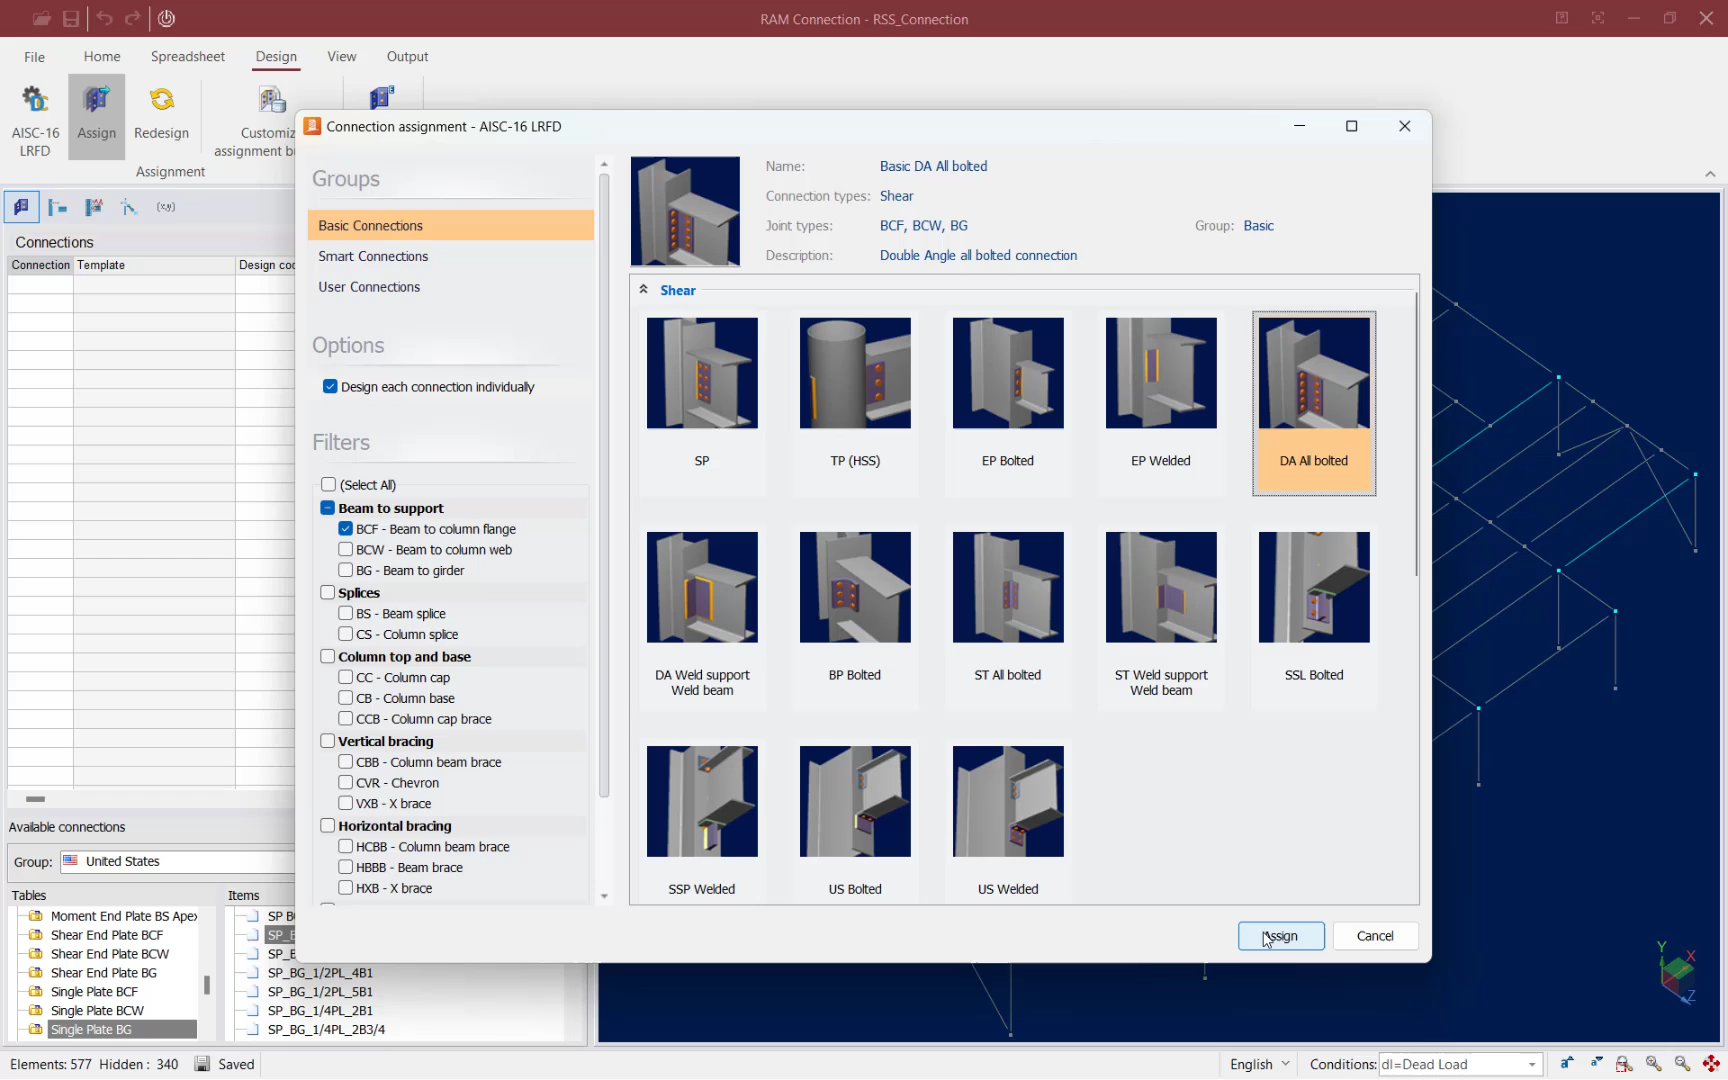 RAM Connection - RSS_Connection
File Home Spreadsheet Design View Output
AISC-16
LRFD
Assign
Redesign
Customiz
assignment bu
Assignment
Connections
Connection Template Design cod
Available connections
Group: United States
Tables
Moment End Plate BS Apex
Shear End Plate BCF
Shear End Plate BCW
Shear End Plate BG
Single Plate BCF
Single Plate BCW
Single Plate BG
Items
SP_BG_1/2PL_4B1
SP_BG_1/2PL_5B1
SP_BG_1/4PL_2B1
SP_BG_1/4PL_2B3/4
Connection assignment - AISC-16 LRFD
Groups
Basic Connections
Smart Connections
User Connections
Options
Design each connection individually
Filters
(Select All)
Beam to support
BCF - Beam to column flange
BCW - Beam to column web
BG - Beam to girder
Splices
BS - Beam splice
CS - Column splice
Column top and base
CC - Column cap
CB - Column base
CCB - Column cap brace
Vertical bracing
CBB - Column beam brace
CVR - Chevron
VXB - X brace
Horizontal bracing
HCBB - Column beam brace
HBBB - Beam brace
HXB - X brace
Name: Basic DA All bolted
Connection types: Shear
Joint types: BCF, BCW, BG Group: Basic
Description: Double Angle all bolted connection
Shear
SP
TP (HSS)
EP Bolted
EP Welded
DA All bolted
DA Weld support
Weld beam
BP Bolted
ST All bolted
ST Weld support
Weld beam
SSL Bolted
SSP Welded
US Bolted
US Welded
Assign
Cancel
Y
X
Z
Elements: 577 Hidden : 340 Saved
English Conditions: dl=Dead Load